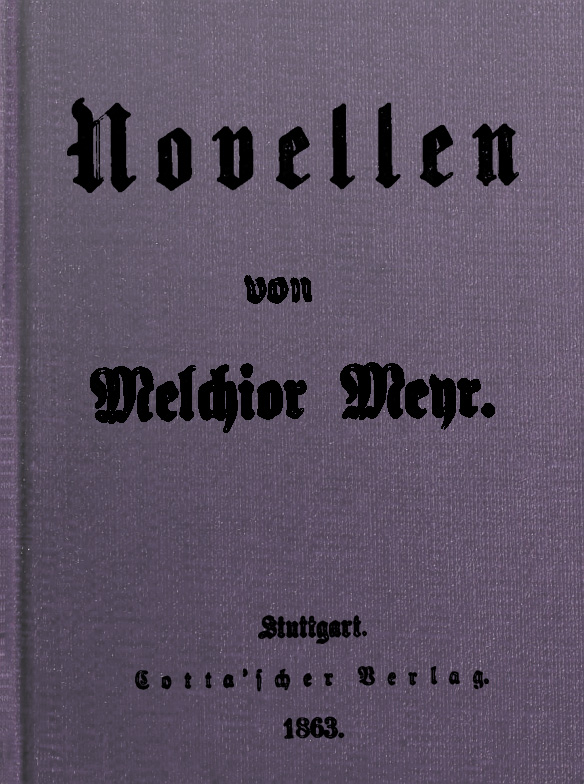 Novellen
von
Melchior Meyr.
Stuttgart.
Cotta'scher Verlag.
1863.